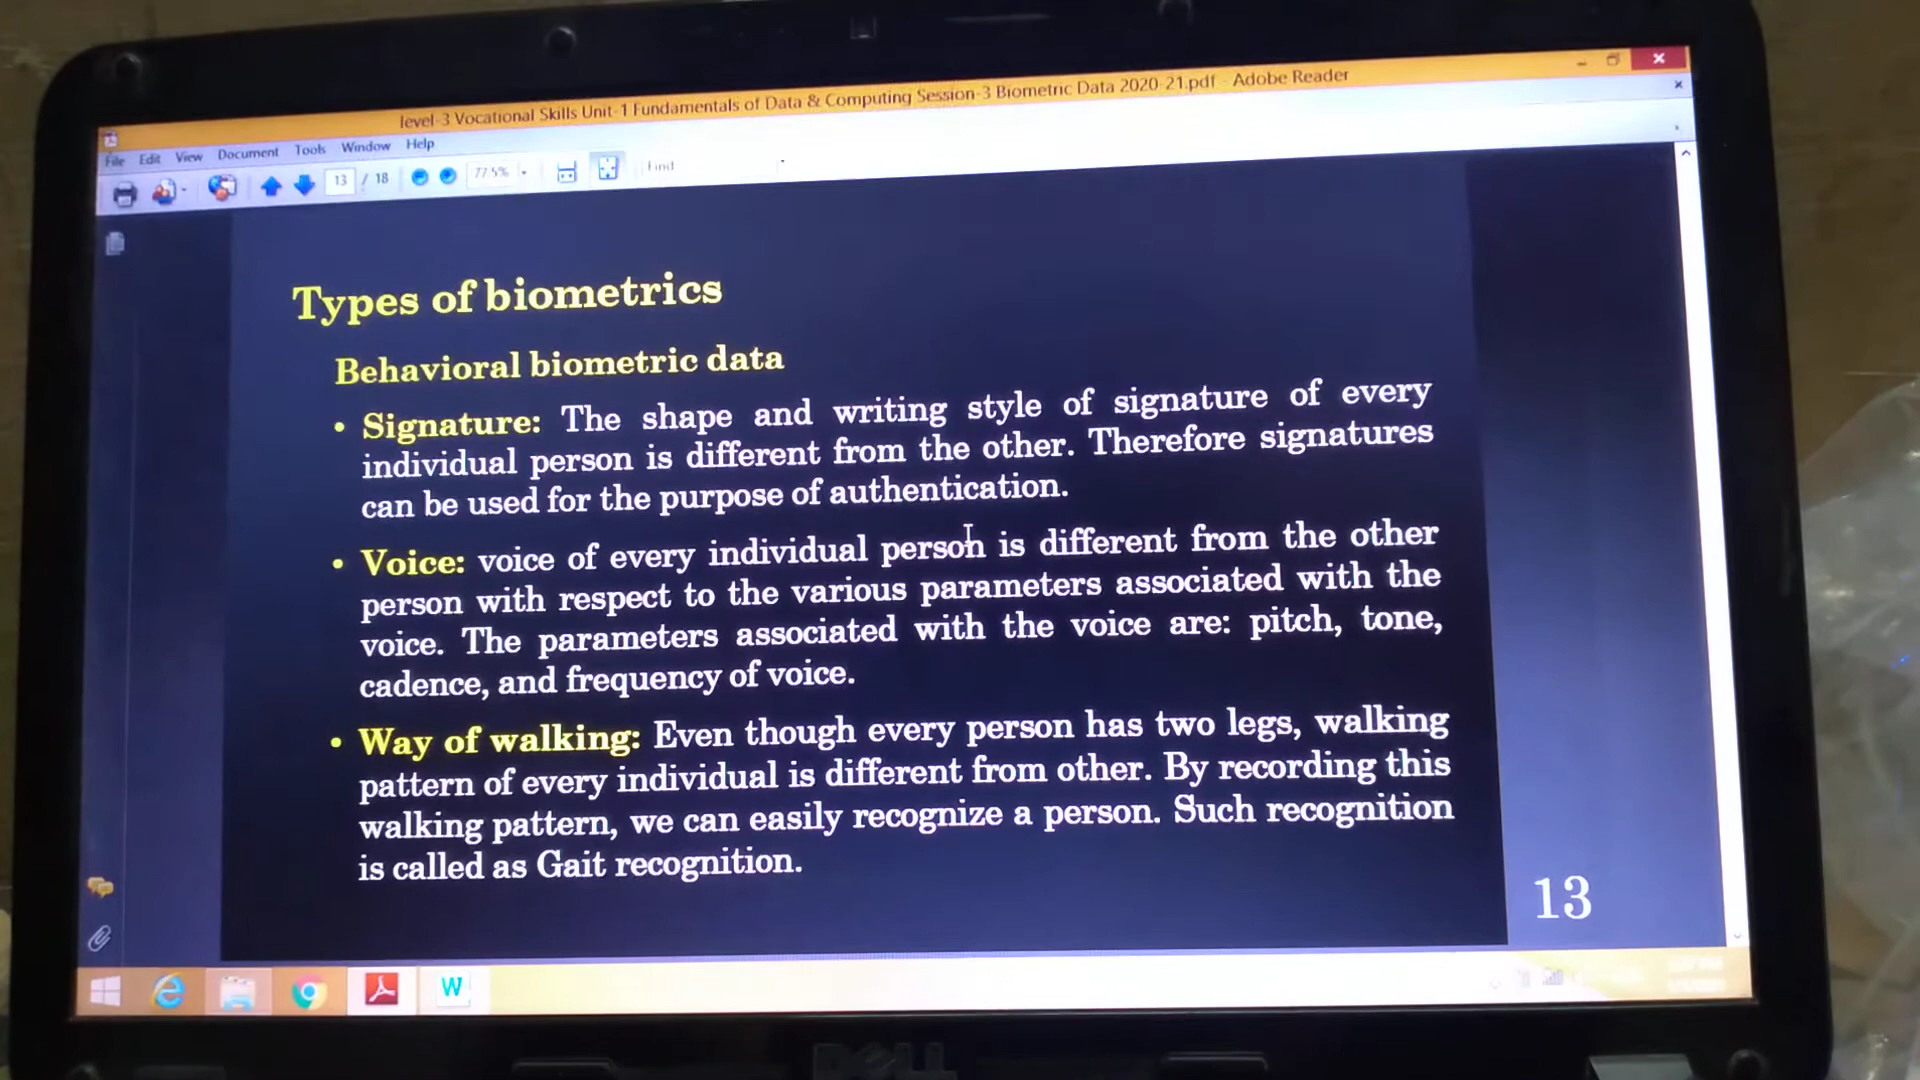 level-3 Vocational Skills Unit-1 Fundamentals of Data & Computing Session-3 Biometric Data 2020-21.pdf - Adobe Reader
File Edit View Document Tools Window Help
13 / 18 77.5% Find
Types of biometrics
Behavioral biometric data
• Signature: The shape and writing style of signature of every
individual person is different from the other. Therefore signatures
can be used for the purpose of authentication.
• Voice: voice of every individual person is different from the other
person with respect to the various parameters associated with the
voice. The parameters associated with the voice are: pitch, tone,
cadence, and frequency of voice.
• Way of walking: Even though every person has two legs, walking
pattern of every individual is different from other. By recording this
walking pattern, we can easily recognize a person. Such recognition
is called as Gait recognition.
13
W
DELL